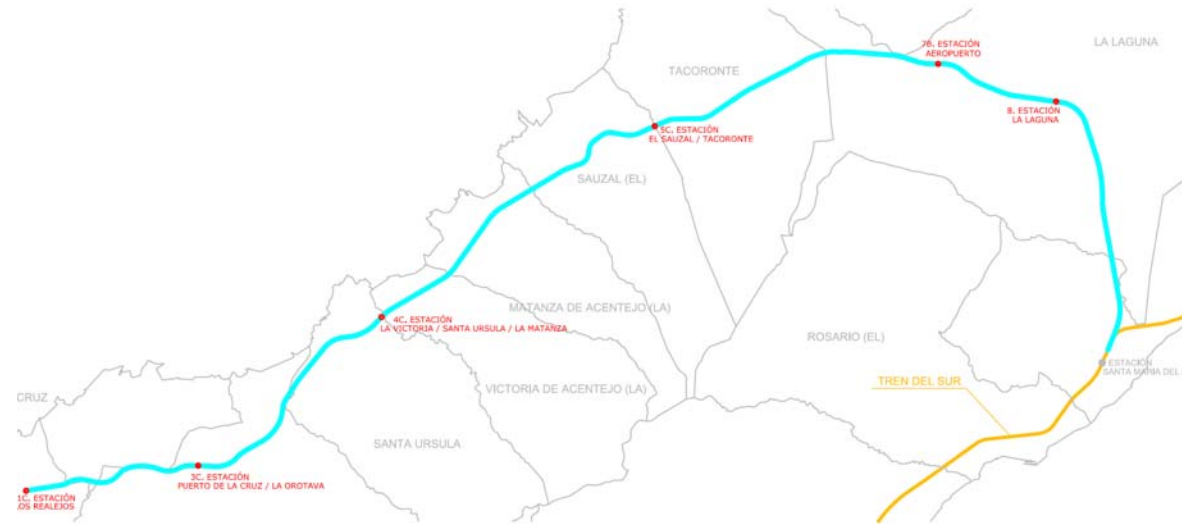 7B. ESTACIÓN
AEROPUERTO
LA LAGUNA
TACORONTE
8. ESTACIÓN
LA LAGUNA
5C. ESTACIÓN
EL SAUZAL / TACORONTE
SAUZAL (EL)
MATANZA DE ACENTEJO (LA)
4C. ESTACIÓN
LA VICTORIA / SANTA URSULA / LA MATANZA
ROSARIO (EL)
ESTACIÓN
SANTA MARIA DEL
TREN DEL SUR
VICTORIA DE ACENTEJO (LA)
CRUZ
SANTA URSULA
3C. ESTACIÓN
PUERTO DE LA CRUZ / LA OROTAVA
1C. ESTACIÓN
LOS REALEJOS